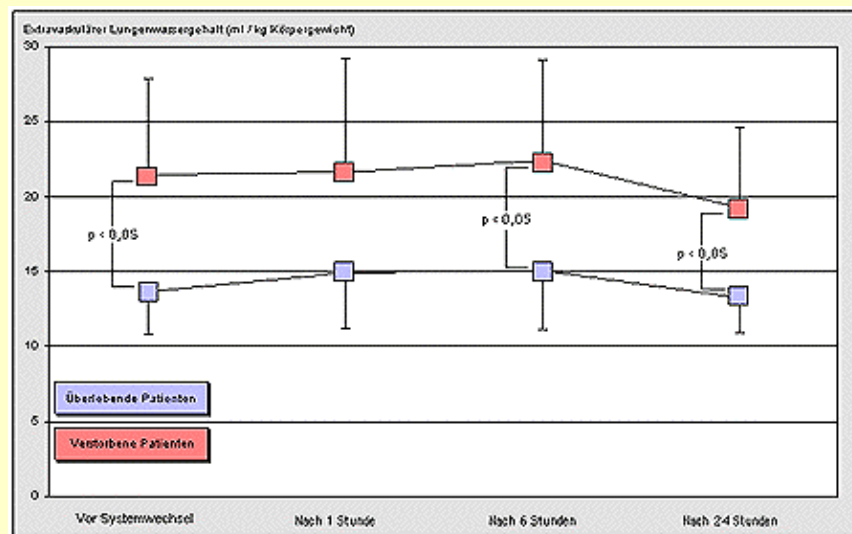 Extravaskulärer Lungenwassergehalt (ml / kg Körpergewicht)
30
25
20
15
10
5
0
p < 0,05
p < 0,05
p < 0,05
Überlebende Patienten
Verstorbene Patienten
Vor Systemwechsel
Nach 1 Stunde
Nach 6 Stunden
Nach 24 Stunden